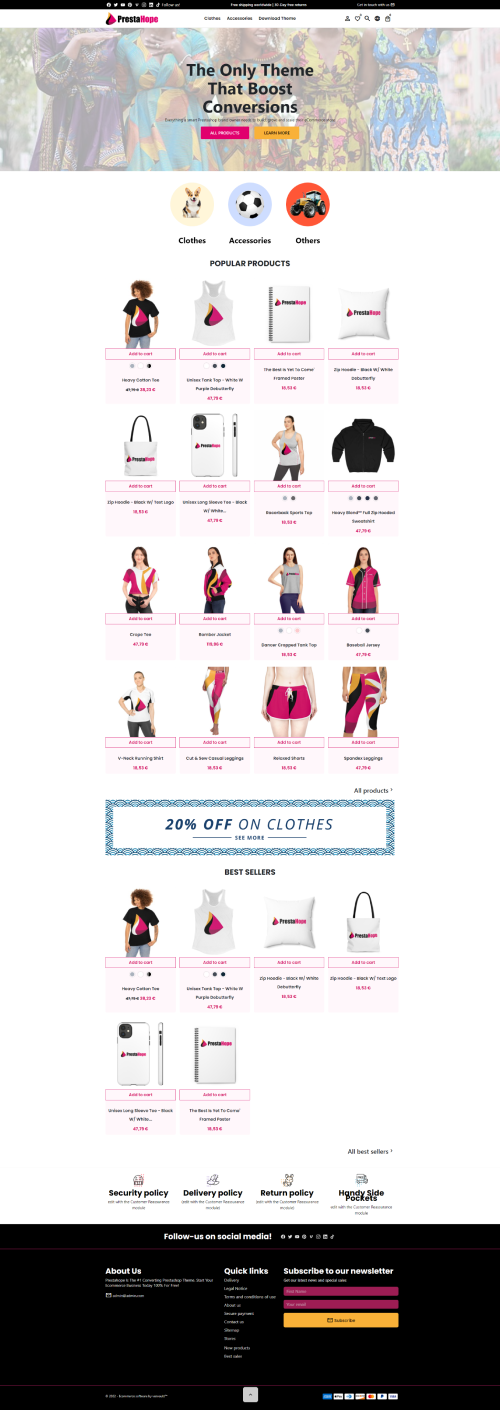 Follow us!
Free shipping worldwide | 30 Day free returns
Get in touch with us
PrestaHope
Clothes
Accessories
Download Theme
The Only Theme
That Boost
Conversions
ALL PRODUCTS
LEARN MORE
Clothes
Accessories
Others
POPULAR PRODUCTS
PrestaHope
PrestaHope
Add to cart
Add to cart
Add to cart
Add to cart
Heavy Cotton Tee
47,79 € 38,23 €
Unisex Tank Top - White W
Purple Debutterfly
47,79 €
The Best Is Yet To Come'
Framed Poster
18,53 €
Zip Hoodie - Black W/ White
Debutterfly
18,53 €
PrestaHope
PrestaHope
Add to cart
Add to cart
Add to cart
Add to cart
Zip Hoodie - Black W/ Text Logo
18,53 €
Unisex Long Sleeve Tee - Black
W/ White...
47,79 €
Racerback Sports Top
18,53 €
Heavy Blend™ Full Zip Hooded
Sweatshirt
47,79 €
Add to cart
Add to cart
Add to cart
Add to cart
Crope Tee
47,79 €
Bomber Jacket
Dancer Cropped Tank Top
18,53 €
Baseball Jersey
47,79 €
Add to cart
Add to cart
Add to cart
Add to cart
V-Neck Running Shirt
18,53 €
Cut & Sew Casual Leggings
18,53 €
Relaxed Shorts
18,53 €
Spandex Leggings
47,79 €
All products
20% OFF ON CLOTHES
SEE MORE
BEST SELLERS
PrestaHope
PrestaHope
Add to cart
Add to cart
Add to cart
Add to cart
Heavy Cotton Tee
47,79 € 38,23 €
Unisex Tank Top - White W
Purple Debutterfly
47,79 €
Zip Hoodie - Black W/ White
Debutterfly
18,53 €
Zip Hoodie - Black W/ Text Logo
18,53 €
PrestaHope
PrestaHope
Add to cart
Add to cart
Unisex Long Sleeve Tee - Black
W/ White...
47,79 €
The Best Is Yet To Come'
Framed Poster
18,53 €
All best sellers
Security policy
(edit with the Customer Reassurance
module)
Delivery policy
(edit with the Customer Reassurance
module)
Return policy
(edit with the Customer Reassurance
module)
Handy Side
Pockets
(edit with the Customer Reassurance
module)
Follow-us on social media!
About Us
PrestaHope Is The #1 Converting PrestaShop Theme. Start Your
Ecommerce Business Today 100% For Free!
Quick links
Delivery
Legal Notice
Terms and conditions of use
About us
Secure payment
Contact us
Sitemap
Stores
New products
Best sales
Subscribe to our newsletter
Get our latest news and special sales
First Name
Your email
Subscribe